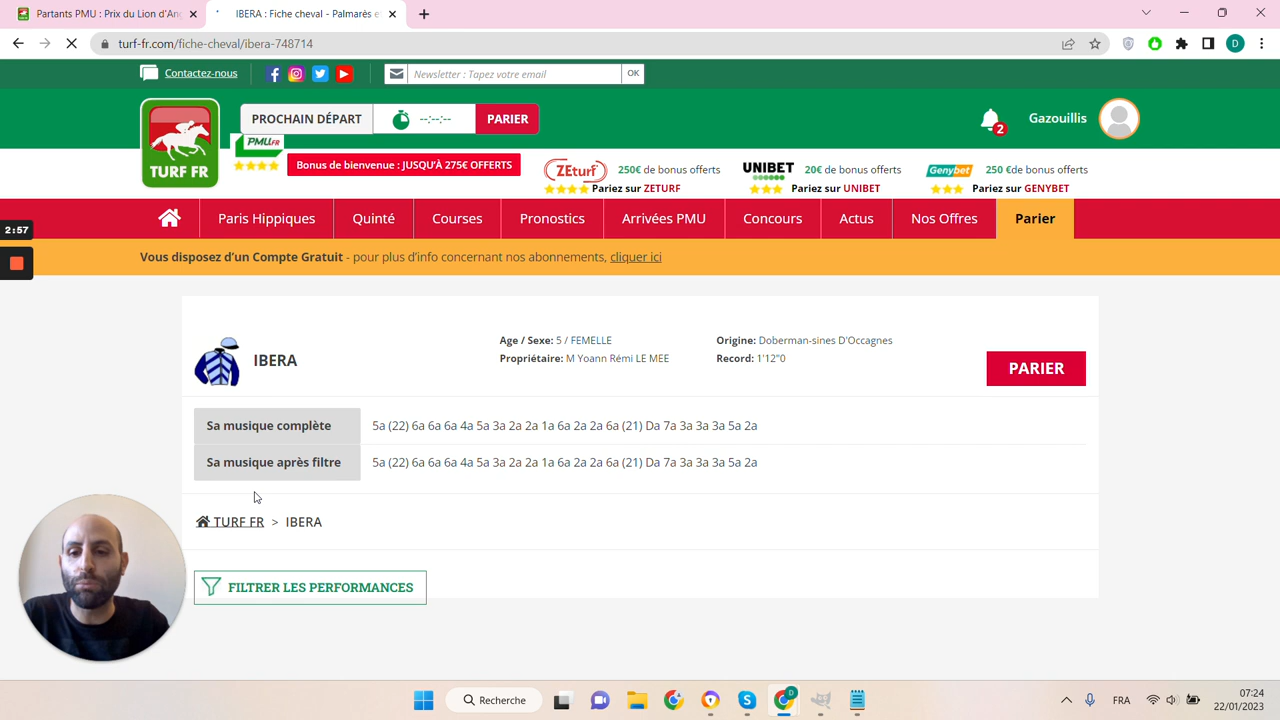 Partants PMU : Prix du Lion d'An
IBERA : Fiche cheval - Palmarès e
turf-fr.com/fiche-cheval/ibera-748714
D
Contactez-nous
Newsletter : Tapez votre email
OK
TURF FR
PROCHAIN DÉPART
--:--:--
PARIER
2
Gazouillis
PMU.FR
Bonus de bienvenue : JUSQU'À 275€ OFFERTS
ZEturf
250€ de bonus offerts
Pariez sur ZETURF
UNIBET
20€ de bonus offerts
Pariez sur UNIBET
Genybet
250 €de bonus offerts
Pariez sur GENYBET
2:57
Paris Hippiques
Quinté
Courses
Pronostics
Arrivées PMU
Concours
Actus
Nos Offres
Parier
Vous disposez d'un Compte Gratuit - pour plus d'info concernant nos abonnements, cliquer ici
IBERA
Age / Sexe: 5 / FEMELLE
Propriétaire: M Yoann Rémi LE MEE
Origine: Doberman-sines D'Occagnes
Record: 1'12"0
PARIER
Sa musique complète
5a (22) 6a 6a 6a 4a 5a 3a 2a 2a 1a 6a 2a 2a 6a (21) Da 7a 3a 3a 3a 5a 2a
Sa musique après filtre
5a (22) 6a 6a 6a 4a 5a 3a 2a 2a 1a 6a 2a 2a 6a (21) Da 7a 3a 3a 3a 5a 2a
TURF FR > IBERA
FILTRER LES PERFORMANCES
Recherche
D
FRA
07:24
22/01/2023